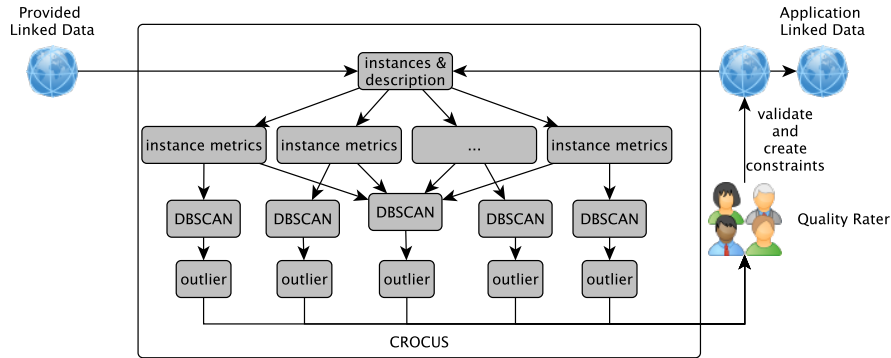 Provided
Linked Data
Application
Linked Data
instances &
description
validate
and
create
constraints
instance metrics
instance metrics
...
instance metrics
DBSCAN
DBSCAN
DBSCAN
DBSCAN
DBSCAN
Quality Rater
outlier
outlier
outlier
outlier
outlier
CROCUS